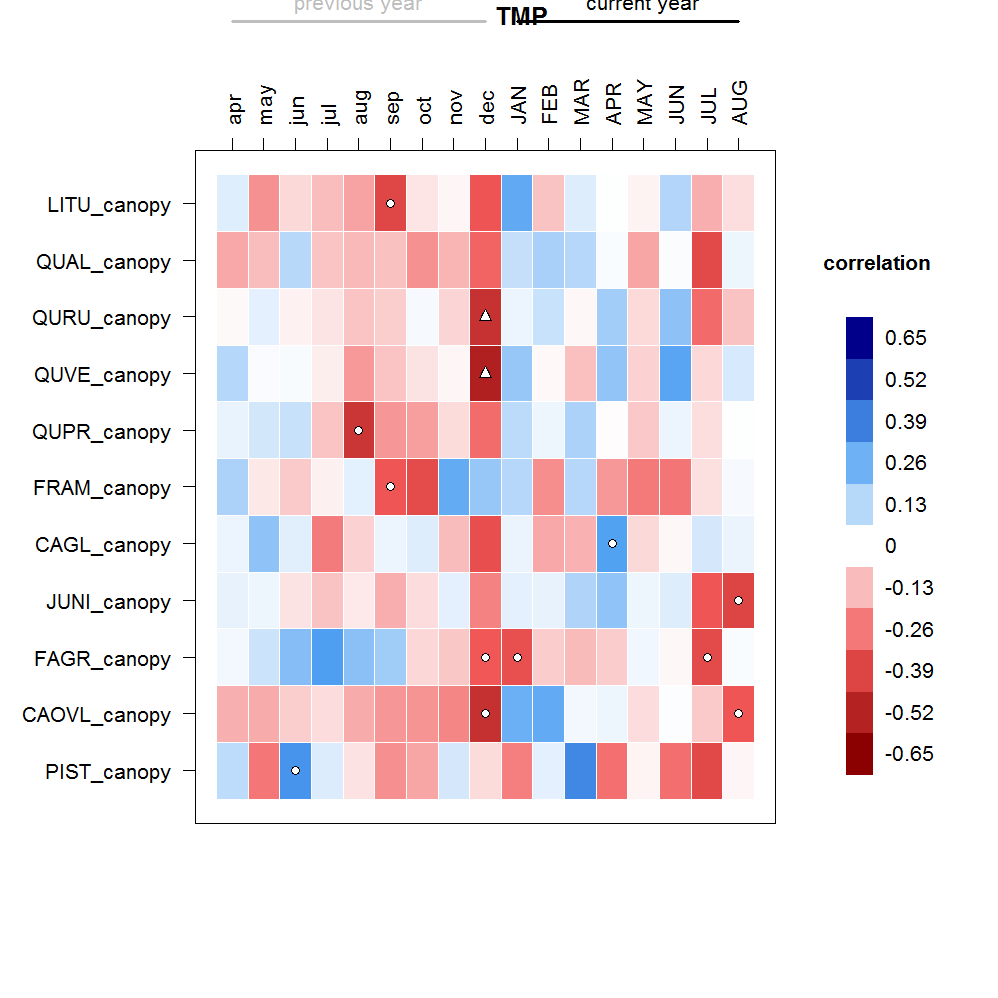 previous year
current year
TMP
apr may jun jul aug sep oct nov dec JAN FEB MAR APR MAY JUN JUL AUG
LITU_canopy
QUAL_canopy
QURU_canopy
QUVE_canopy
QUPR_canopy
FRAM_canopy
CAGL_canopy
JUNI_canopy
FAGR_canopy
CAOVL_canopy
PIST_canopy
correlation
0.65
0.52
0.39
0.26
0.13
0
-0.13
-0.26
-0.39
-0.52
-0.65